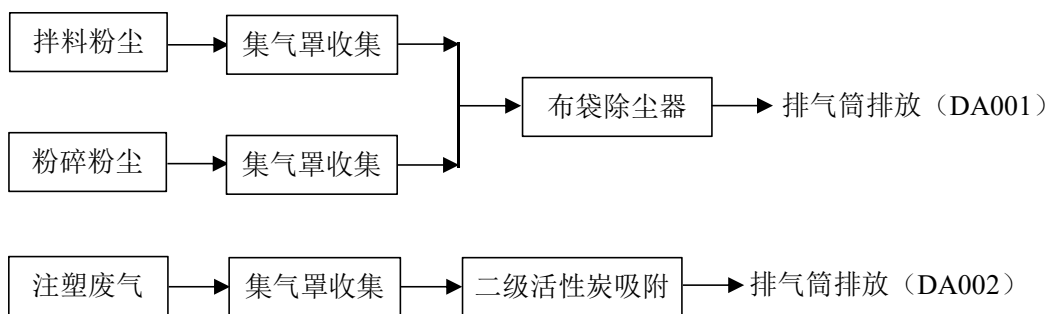 拌料粉尘
集气罩收集
布袋除尘器
排气筒排放（DA001）
粉碎粉尘
集气罩收集
注塑废气
集气罩收集
二级活性炭吸附
排气筒排放（DA002）